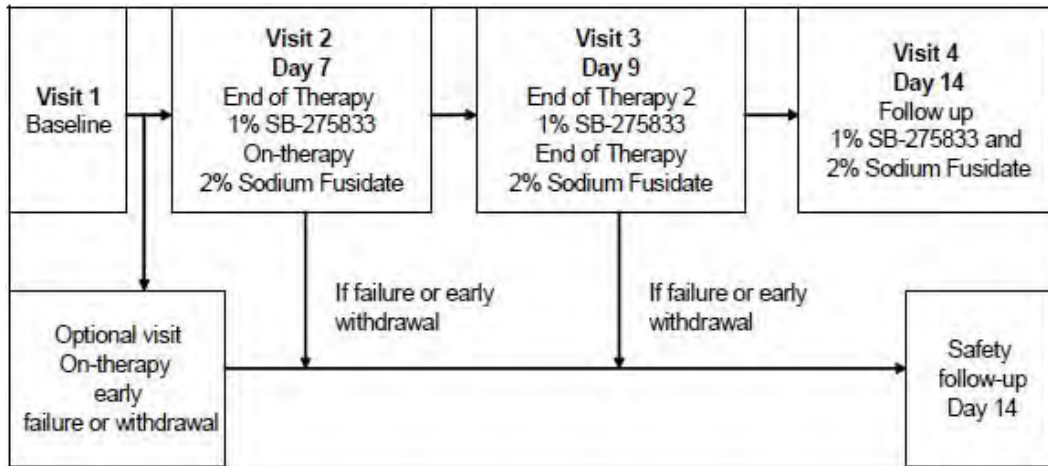 Visit 1
Baseline
Visit 2
Day 7
End of Therapy
1% SB-275833
On-therapy
2% Sodium Fusidate
Visit 3
Day 9
End of Therapy 2
1% SB-275833
End of Therapy
2% Sodium Fusidate
Visit 4
Day 14
Follow up
1% SB-275833 and
2% Sodium Fusidate
If failure or early
withdrawal
If failure or early
withdrawal
Optional visit
On-therapy
early
failure or withdrawal
Safety
follow-up
Day 14